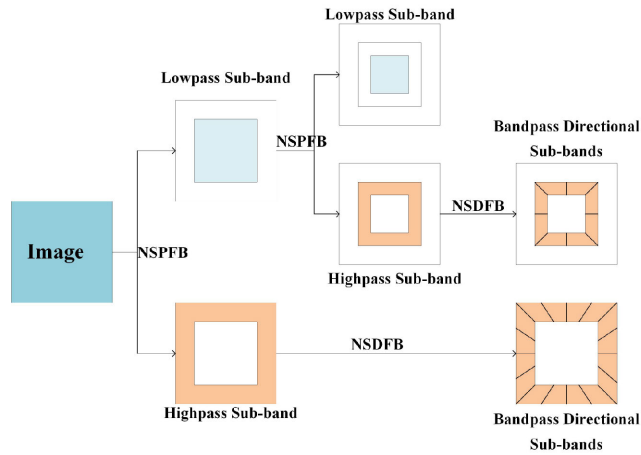 Lowpass Sub-band
Lowpass Sub-band
NSPFB
Bandpass Directional
Sub-bands
NSDFB
Highpass Sub-band
Image
NSPFB
NSDFB
Highpass Sub-band
Bandpass Directional
Sub-bands